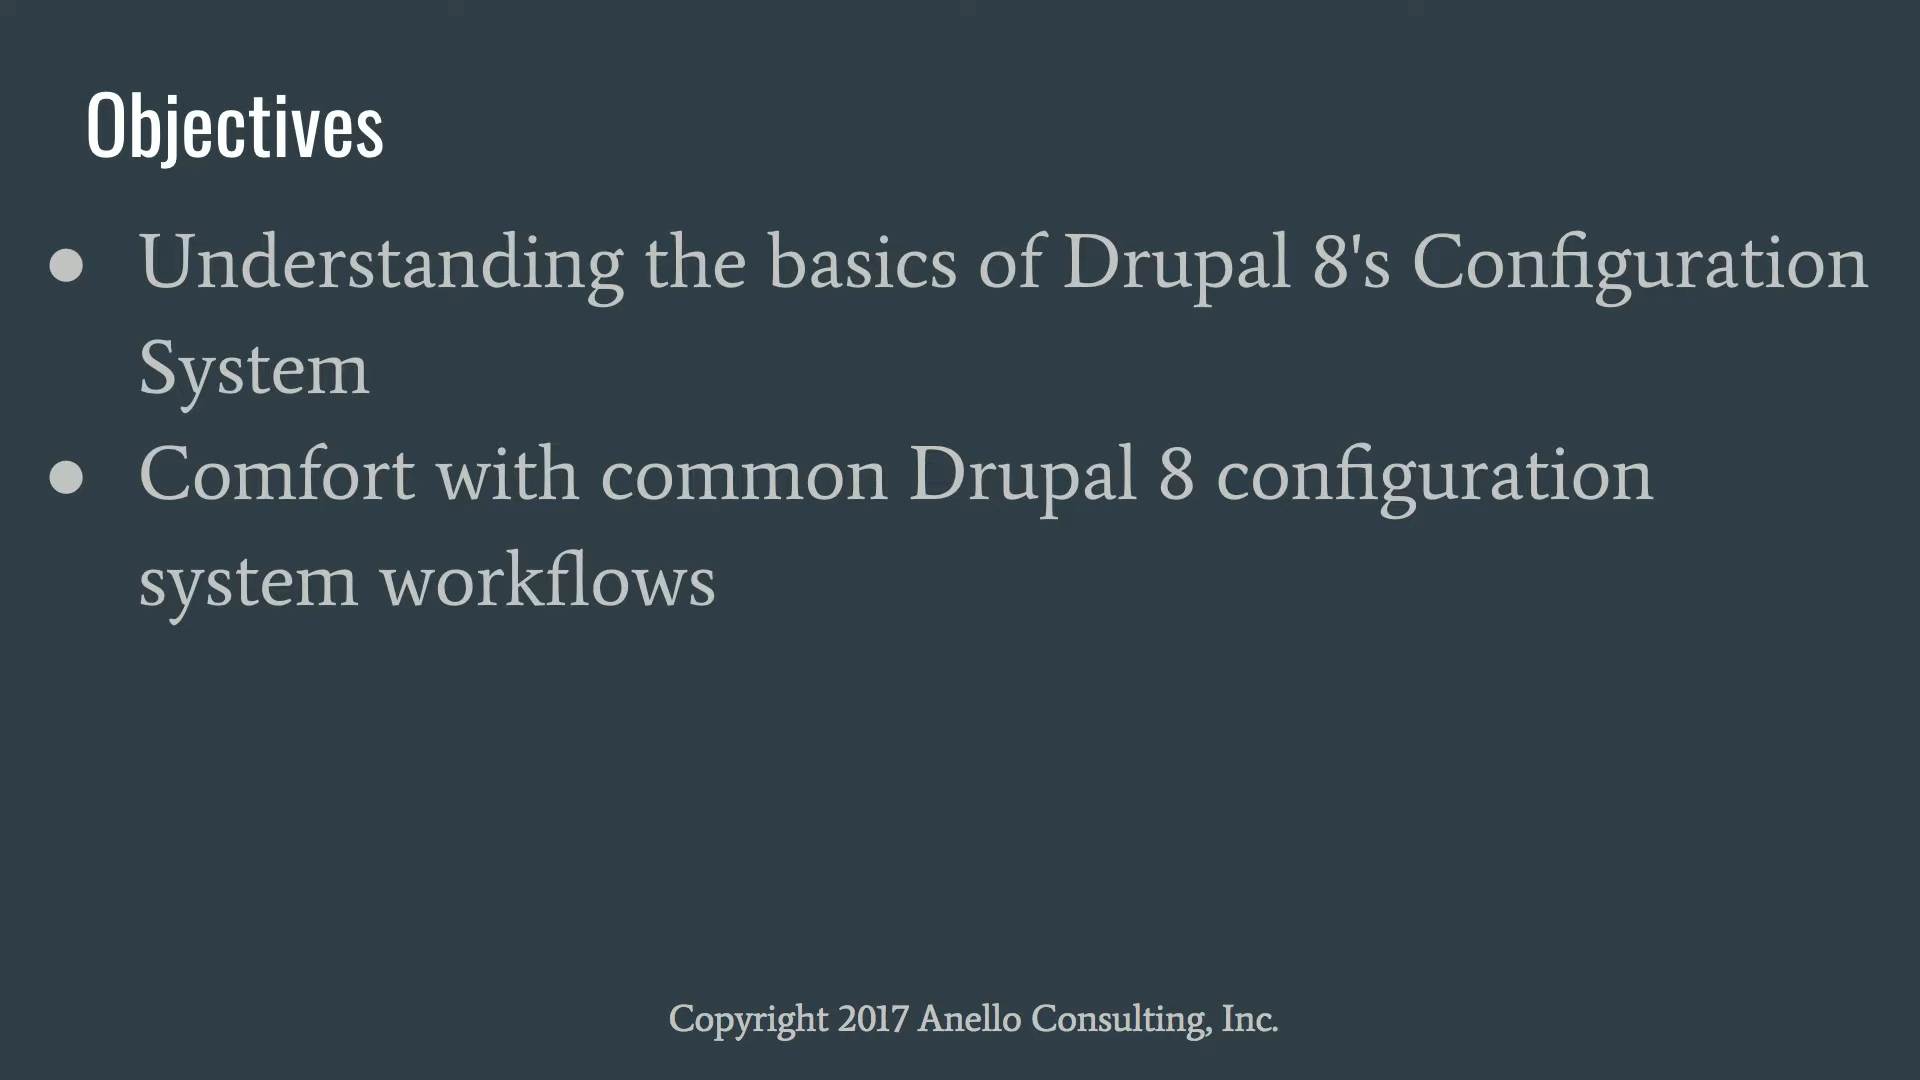 Objectives
● Understanding the basics of Drupal 8's Configuration
System
● Comfort with common Drupal 8 configuration
system workflows
Copyright 2017 Anello Consulting, Inc.